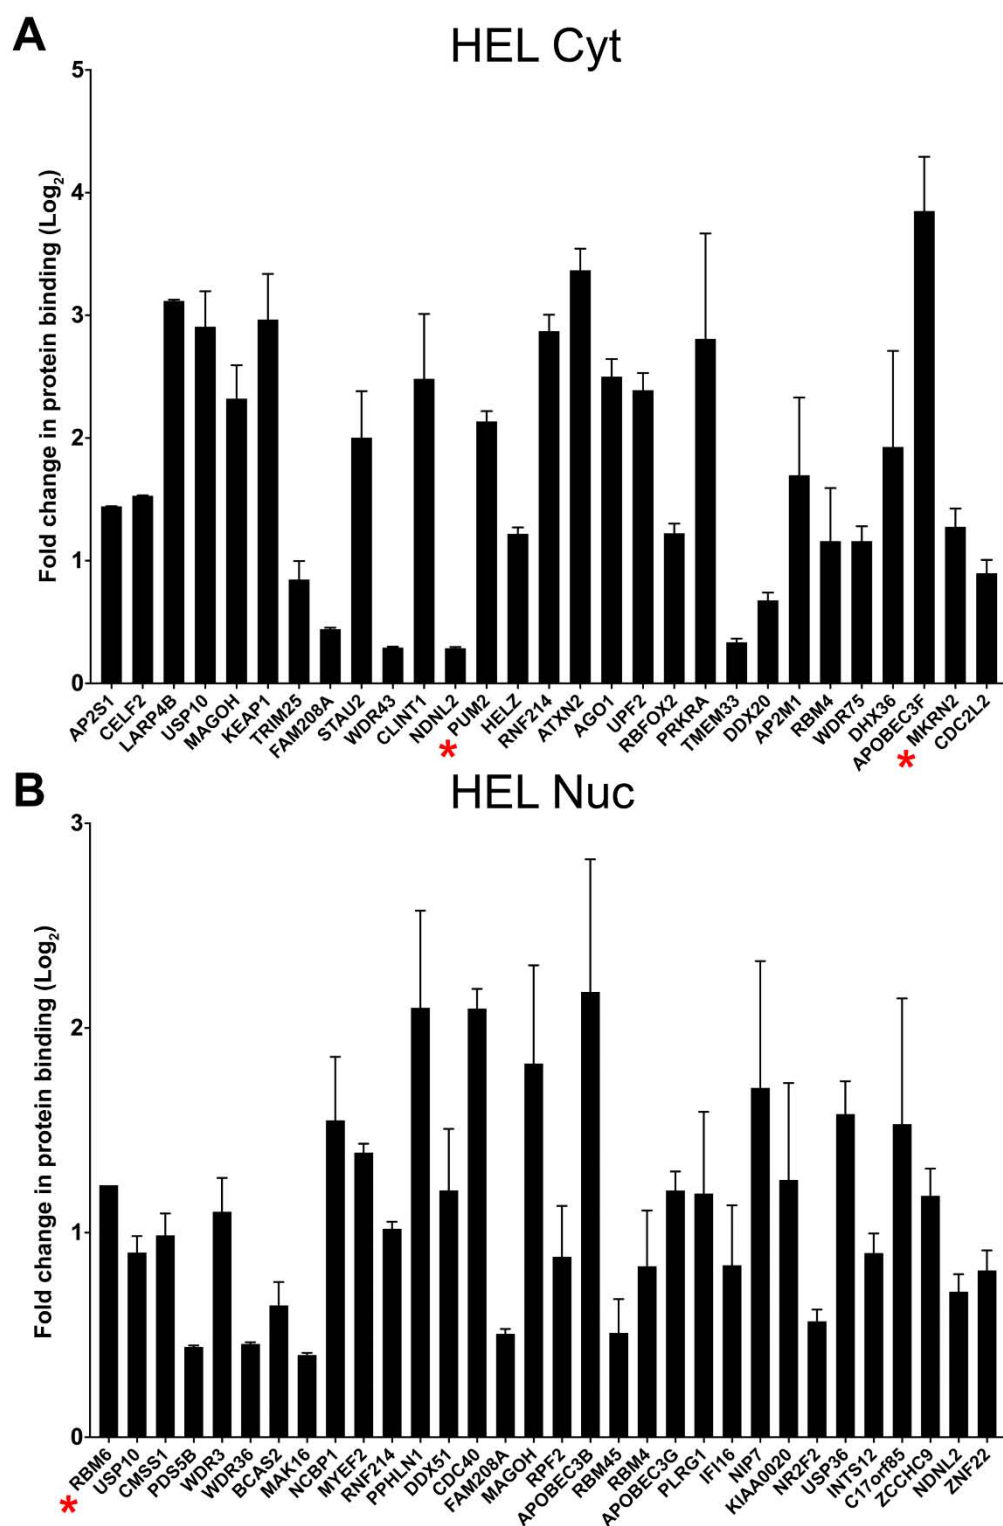 A
HEL Cyt
Fold change in protein binding (Log2)
5
4
3
2
1
0
AP2S1
CELF2
LARP4B
USP10
MAGOH
KEAP1
TRIM25
FAM208A
STAU2
WDR43
CLINT1
NDNL2
PUM2
HELZ
RNF214
ATXN2
AGO1
UPF2
RBFOX2
PRKRA
TMEM33
DDX20
AP2M1
RBM4
WDR75
DHX36
APOBEC3F
MKRN2
CDC2L2
*
*
B
HEL Nuc
Fold change in protein binding (Log2)
3
2
1
0
RBM6
USP10
CMSS1
PDS5B
WDR3
WDR36
BCAS2
MAK16
NCBP1
MYEF2
RNF214
PPHLN1
DDX51
CDC40
FAM208A
MAGOH
RPF2
APOBEC3B
RBM45
RBM4
APOBEC3G
PLRG1
IFI16
NIP7
KIAA0020
NR2F2
USP36
INTS12
C17orf85
ZCCHC9
NDNL2
ZNF22
*